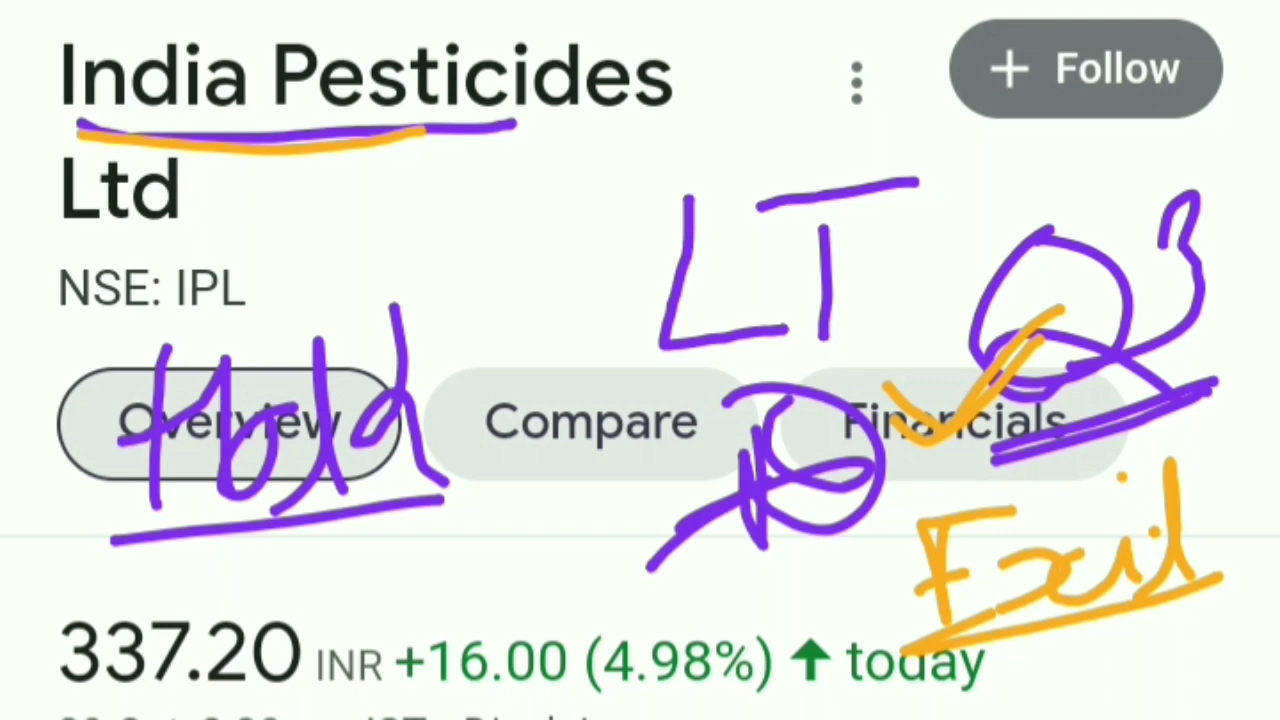 India Pesticides
+ Follow
Ltd
LT Q3
NSE: IPL
Hold
Overview Compare Financials
Exit
337.20 INR +16.00 (4.98%) ↑ today